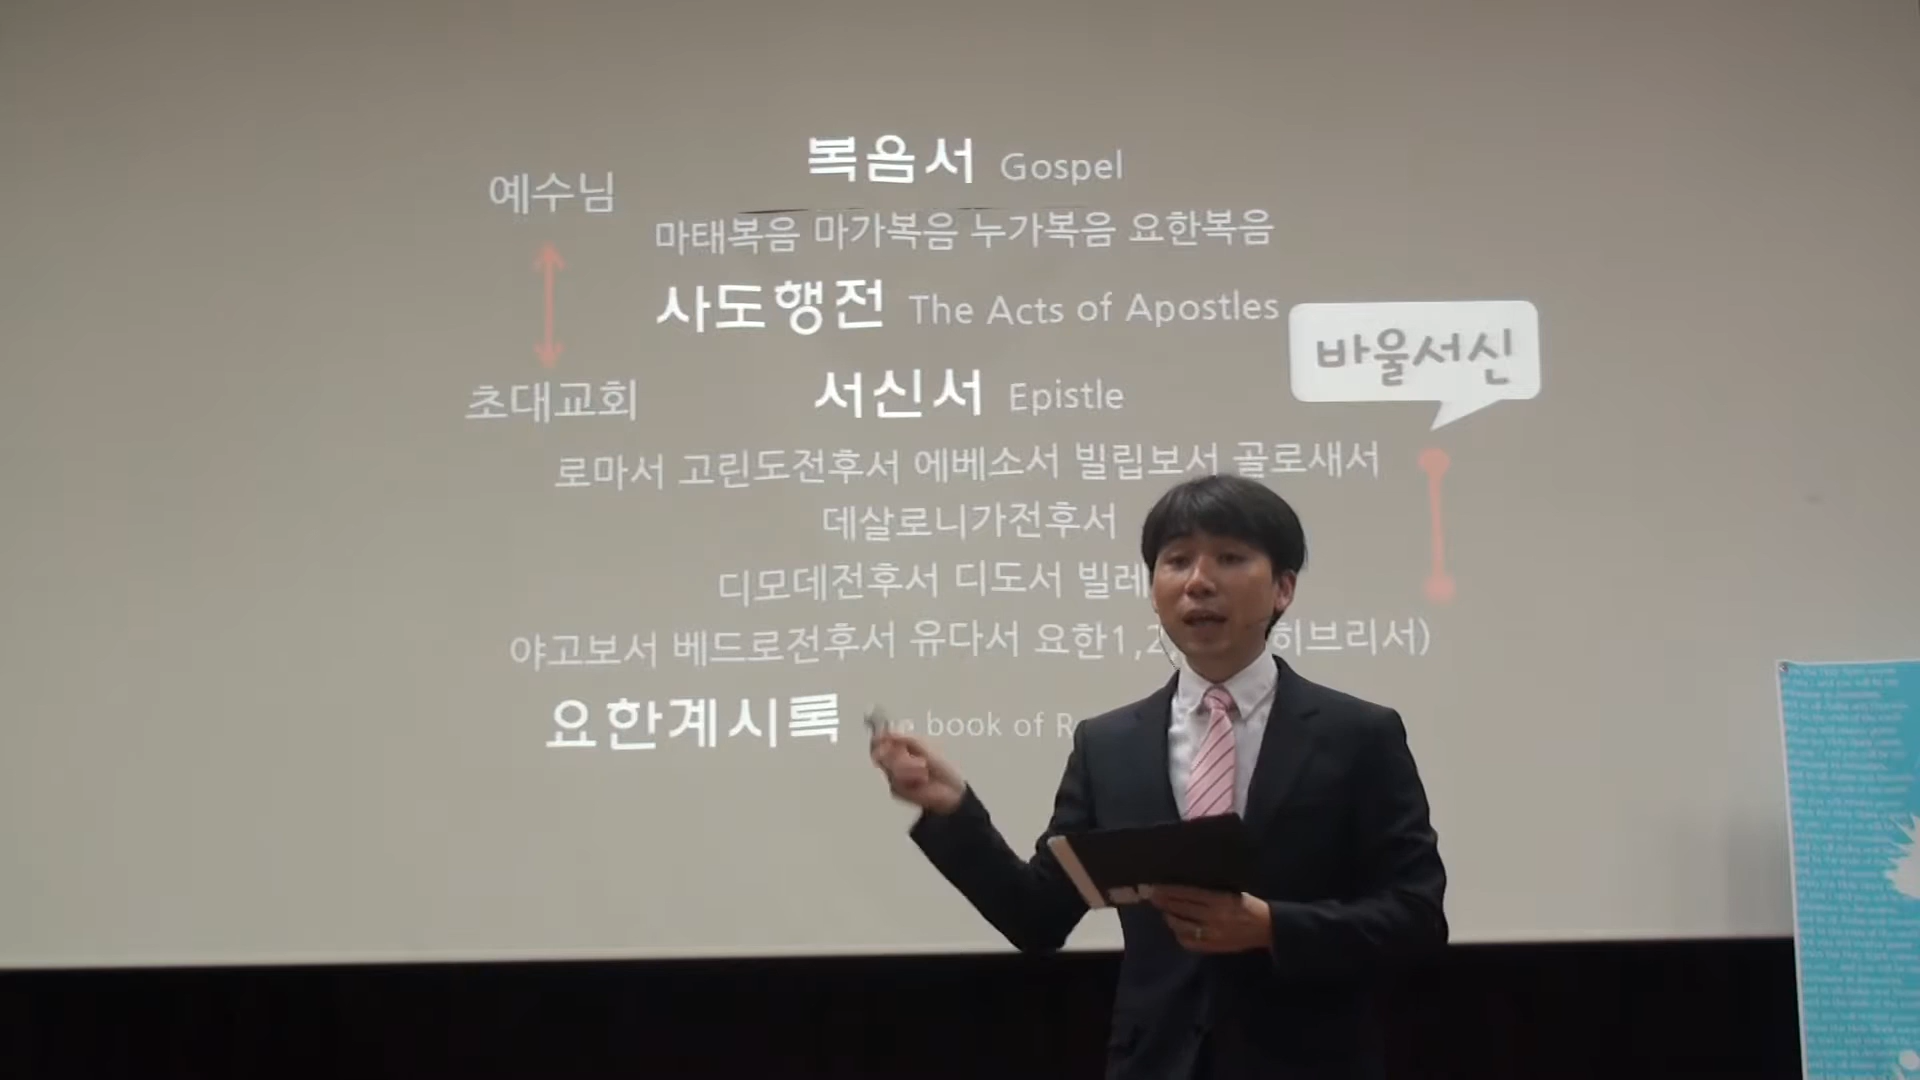 복음서 Gospel
예수님
마태복음 마가복음 누가복음 요한복음
사도행전 The Acts of Apostles
바울서신
초대교회
서신서 Epistle
로마서 고린도전후서 에베소서 빌립보서 골로새서
데살로니가전후서
디모데전후서 디도서 빌레
야고보서 베드로전후서 유다서 요한1,2, 히브리서)
요한계시록 book of R